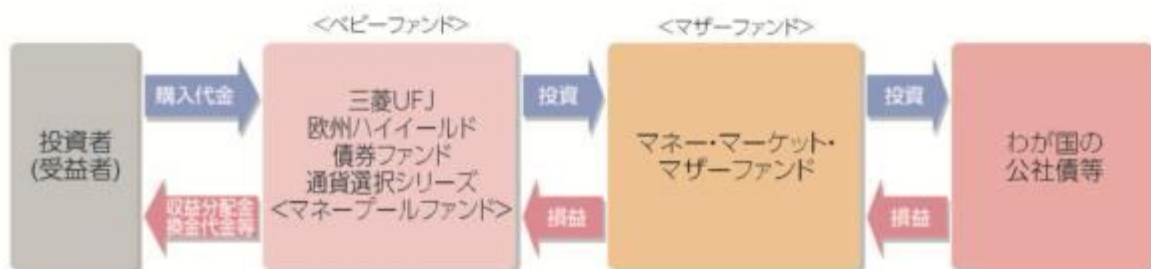 <ベビーファンド>
<マザーファンド>
投資者
(受益者)
購入代金
収益分配金
換金代金等
三菱UFJ
欧州ハイイールド
債券ファンド
通貨選択シリーズ
<マネープールファンド>
投資
損益
マネー・マーケット・
マザーファンド
投資
損益
わが国の
公社債等